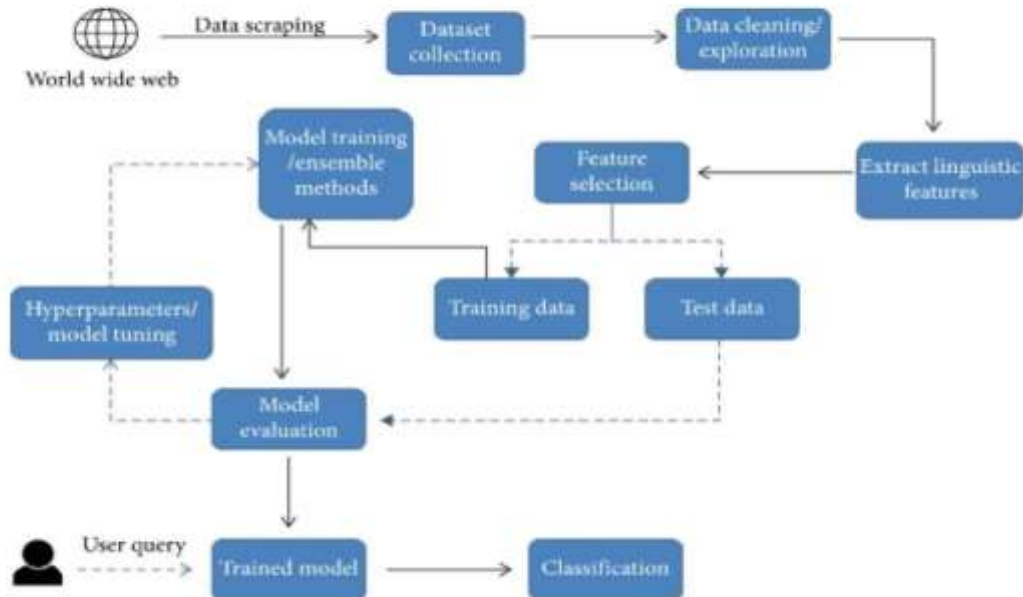 Data scraping
World wide web
Dataset
collection
Data cleaning/
exploration
Model training
/ensemble
methods
Feature
selection
Extract linguistic
features
Hyperparameters/
model tuning
Training data
Test data
Model
evaluation
User query
Trained model
Classification